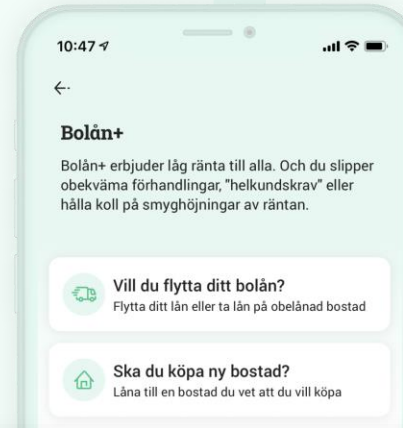 10:47
Bolån+
Bolån+ erbjuder låg ränta till alla. Och du slipper
obekväma förhandlingar, "helkundskrav" eller
hålla koll på smyghöjningar av räntan.
Vill du flytta ditt bolån?
Flytta ditt lån eller ta lån på obelånad bostad
Ska du köpa ny bostad?
Låna till en bostad du vet att du vill köpa